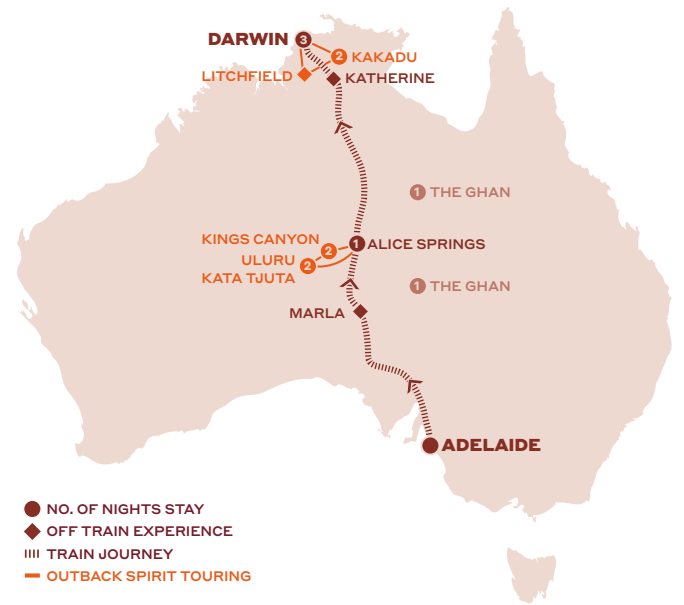 DARWIN 3
2 KAKADU
LITCHFIELD
KATHERINE
1 THE GHAN
KINGS CANYON 2
1 ALICE SPRINGS
ULURU
KATA TJUTA 2
1 THE GHAN
MARLA
ADELAIDE
NO. OF NIGHTS STAY
OFF TRAIN EXPERIENCE
TRAIN JOURNEY
OUTBACK SPIRIT TOURING